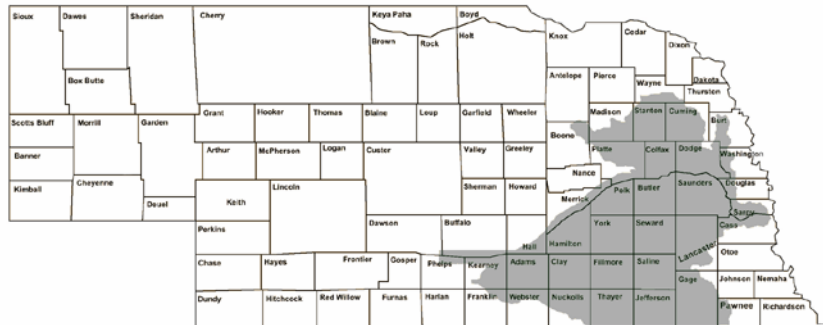 Sioux
Dawes
Sheridan
Cherry
Keya Paha
Boyd
Brown
Rock
Holt
Knox
Cedar
Dixon
Dakota
Box Butte
Antelope
Pierce
Wayne
Thurston
Scotts Bluff
Morrill
Garden
Grant
Hooker
Thomas
Blaine
Loup
Garfield
Wheeler
Boone
Madison
Stanton
Cuming
Burt
Banner
Arthur
McPherson
Logan
Custer
Valley
Greeley
Platte
Colfax
Dodge
Washington
Kimball
Cheyenne
Deuel
Keith
Lincoln
Sherman
Howard
Nance
Merrick
Polk
Butler
Saunders
Douglas
Sarpy
Perkins
Dawson
Buffalo
Hall
Hamilton
York
Seward
Lancaster
Cass
Otoe
Chase
Hayes
Frontier
Gosper
Phelps
Kearney
Adams
Clay
Fillmore
Saline
Gage
Johnson
Nemaha
Dundy
Hitchcock
Red Willow
Furnas
Harlan
Franklin
Webster
Nuckolls
Thayer
Jefferson
Pawnee
Richardson